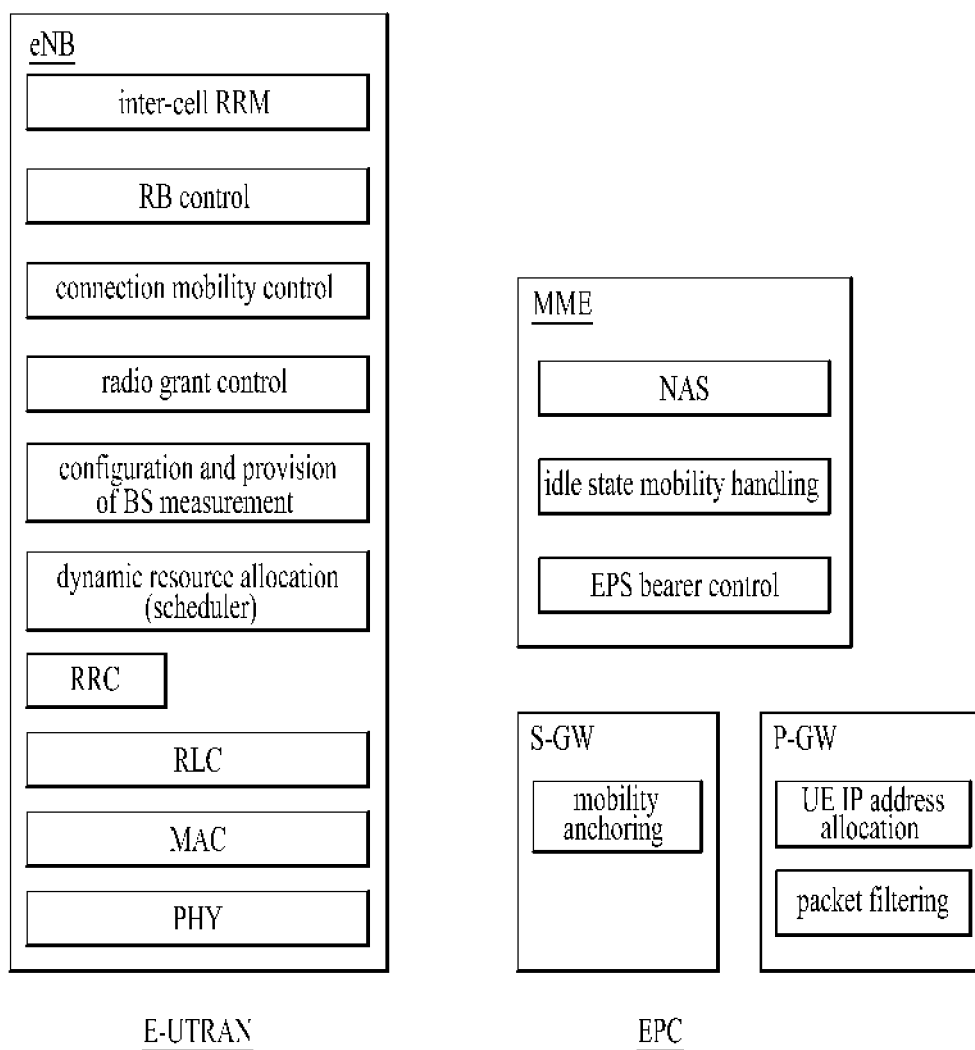 eNB
inter-cell RRM
RB control
connection mobility control
radio grant control
configuration and provision
of BS measurement
dynamic resource allocation
(scheduler)
RRC
RLC
MAC
PHY
E-UTRAN
MME
NAS
idle state mobility handling
EPS bearer control
S-GW
mobility
anchoring
P-GW
UE IP address
allocation
packet filtering
EPC